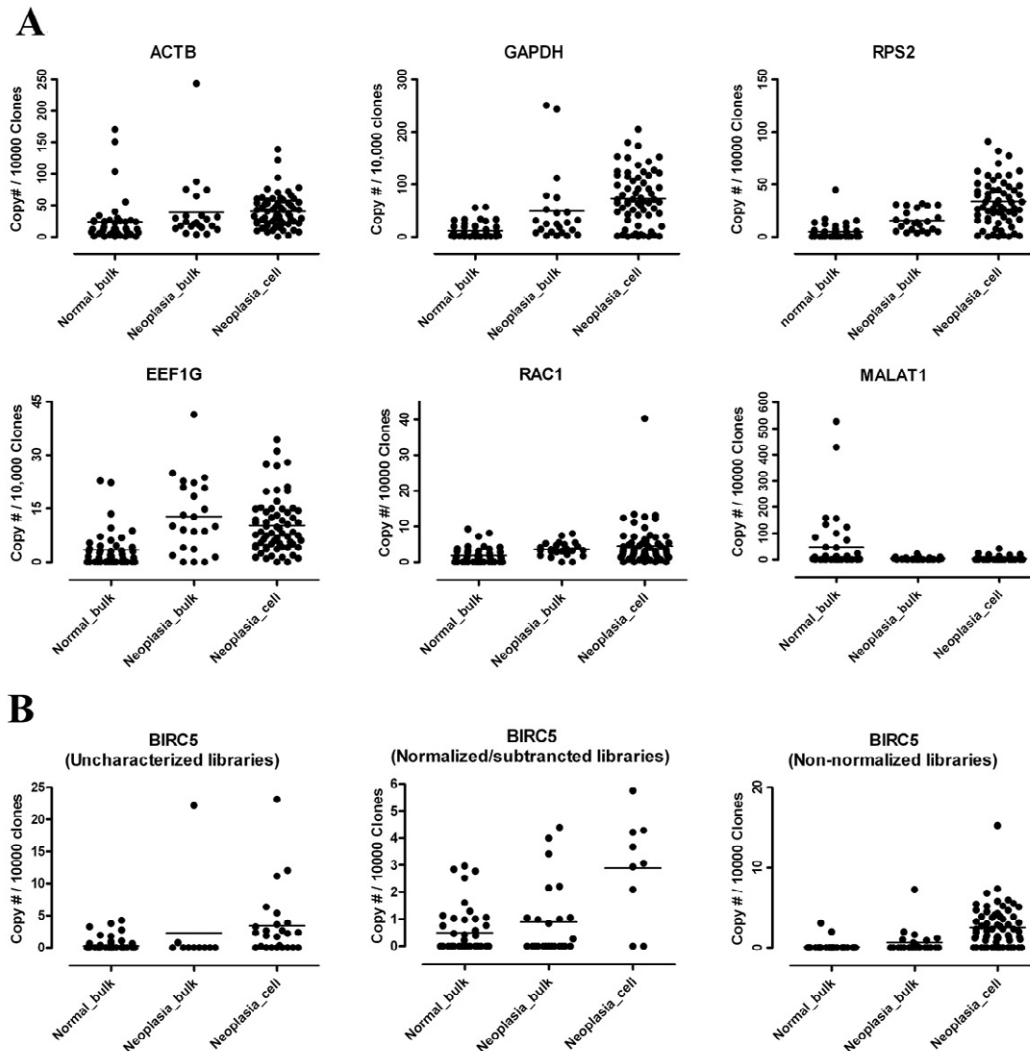 A
ACTB
Copy# / 10000 Clones
250
200
150
100
50
0
Normal_bulk
Neoplasia_bulk
Neoplasia_cell
GAPDH
Copy # / 10,000 Clones
300
200
100
0
Normal_bulk
Neoplasia_bulk
Neoplasia_cell
RPS2
Copy # / 10000 Clones
150
100
50
0
normal_bulk
Neoplasia_bulk
Neoplasia_cell
EEF1G
Copy # / 10,000 Clones
45
30
15
0
Normal_bulk
Neoplasia_bulk
Neoplasia_cell
RAC1
Copy # / 10000 Clones
40
30
20
10
0
Normal_bulk
Neoplasia_bulk
Neoplasia_cell
MALAT1
Copy # / 10000 Clones
600
500
400
300
200
100
0
Normal_bulk
Neoplasia_bulk
Neoplasia_cell
B
BIRC5
(Uncharacterized libraries)
Copy # / 10000 clones
25
20
15
10
5
0
Normal_bulk
Neoplasia_bulk
Neoplasia_cell
BIRC5
(Normalized/subtrancted libraries)
Copy # / 10000 Clones
6
5
4
3
2
1
0
Normal_bulk
Neoplasia_bulk
Neoplasia_cell
BIRC5
(Non-normalized libraries)
Copy # / 10000 Clones
20
10
0
Normal_bulk
Neoplasia_bulk
Neoplasia_cell